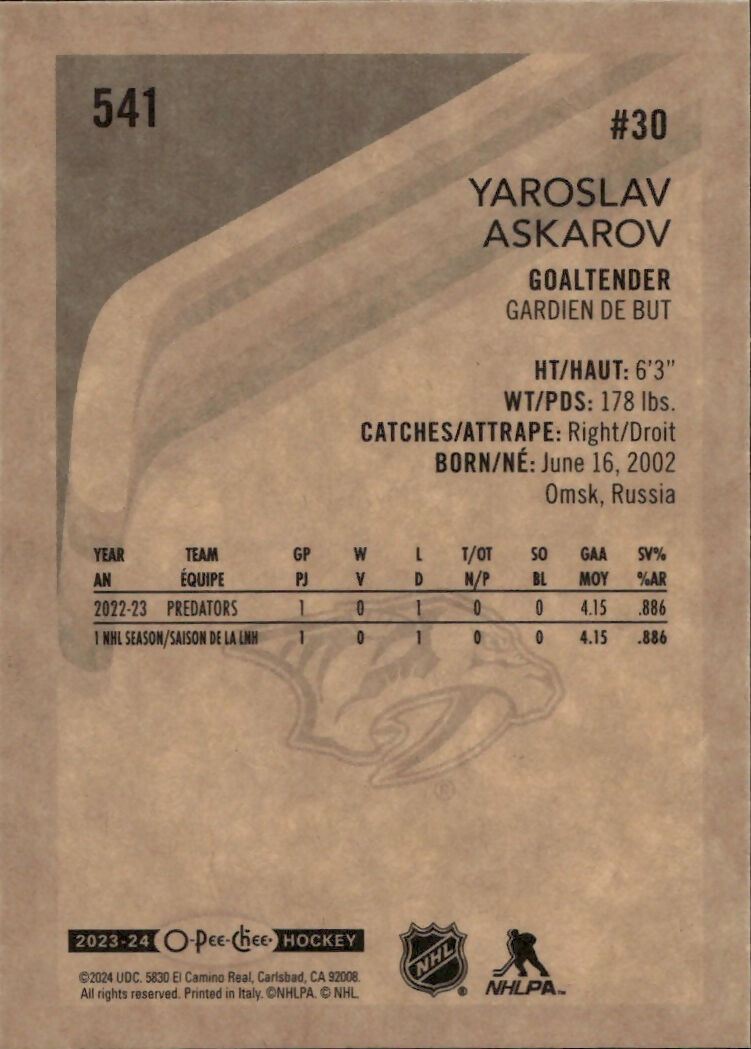 541
#30
YAROSLAV
ASKAROV
GOALTENDER
GARDIEN DE BUT
HT/HAUT: 6'3"
WT/PDS: 178 lbs.
CATCHES/ATTRAPE: Right/Droit
BORN/NÉ: June 16, 2002
Omsk, Russia
YEAR TEAM GP W L T/OT SO GAA SV%
AN ÉQUIPE PJ V D N/P BL MOY %AR
2022-23 PREDATORS 1 0 1 0 0 4.15 .886
1 NHL SEASON/SAISON DE LA LNH 1 0 1 0 0 4.15 .886
2023-24 O-Pee-Chee HOCKEY
©2024 UDC. 5830 El Camino Real, Carlsbad, CA 92008.
All rights reserved. Printed in Italy. ©NHLPA. © NHL.
NHL ®
NHLPA™